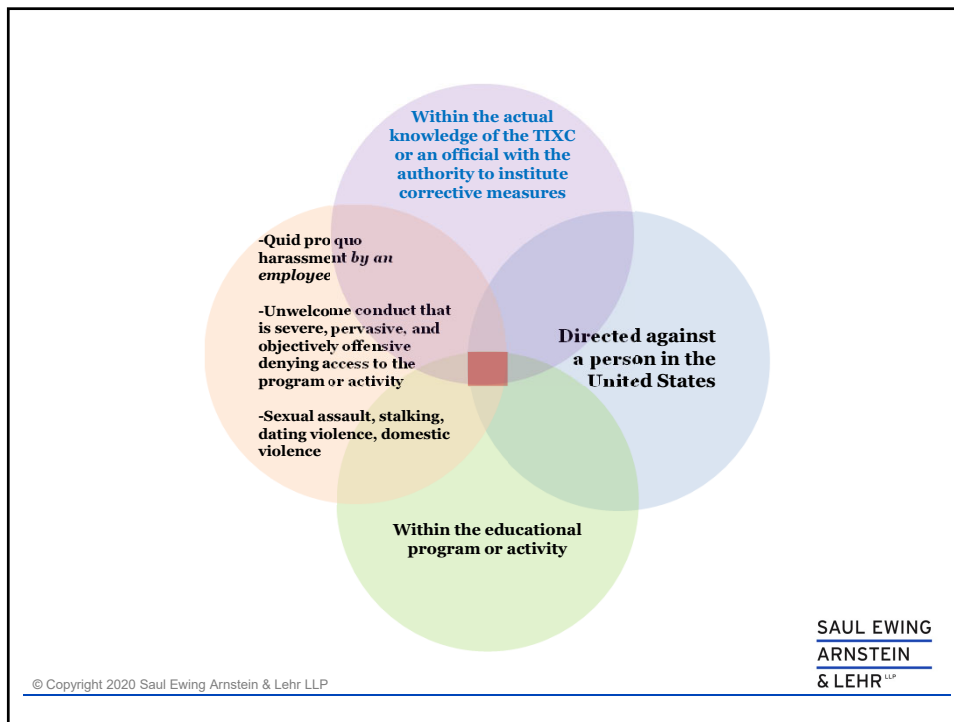 Within the actual
knowledge of the TIXC
or an official with the
authority to institute
corrective measures
-Quid pro quo
harassment by an
employee
-Unwelcome conduct that
is severe, pervasive, and
objectively offensive
denying access to the
program or activity
-Sexual assault, stalking,
dating violence, domestic
violence
Directed against
a person in the
United States
Within the educational
program or activity
SAUL EWING
ARNSTEIN
& LEHR LLP
© Copyright 2020 Saul Ewing Arnstein & Lehr LLP